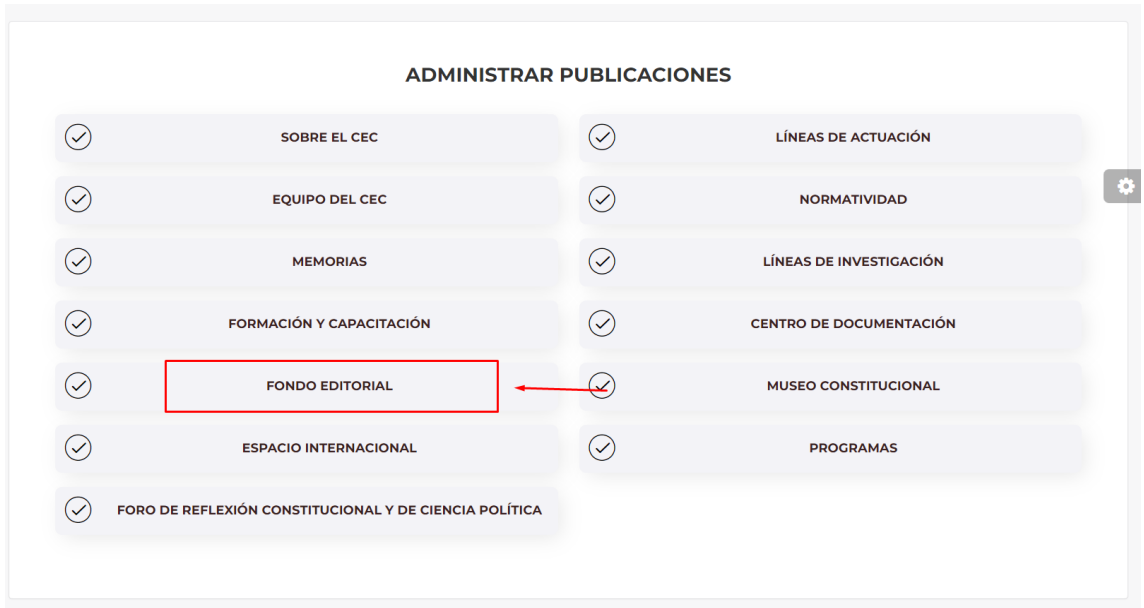 ADMINISTRAR PUBLICACIONES
SOBRE EL CEC
LÍNEAS DE ACTUACIÓN
EQUIPO DEL CEC
NORMATIVIDAD
MEMORIAS
LÍNEAS DE INVESTIGACIÓN
FORMACIÓN Y CAPACITACIÓN
CENTRO DE DOCUMENTACIÓN
FONDO EDITORIAL
MUSEO CONSTITUCIONAL
ESPACIO INTERNACIONAL
PROGRAMAS
FORO DE REFLEXIÓN CONSTITUCIONAL Y DE CIENCIA POLÍTICA